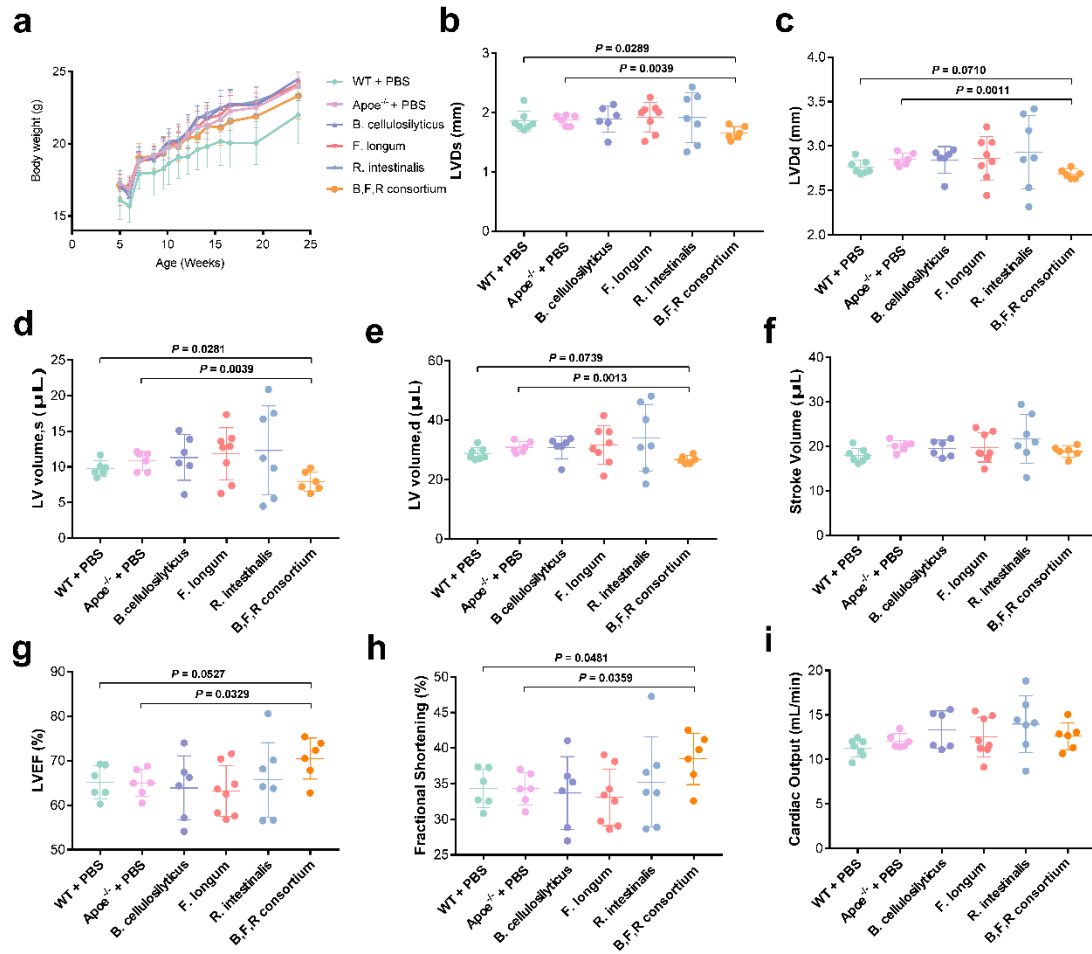 a
Body weight (g)
25
20
15
0
5
10
15
20
25
Age (Weeks)
WT + PBS
Apoe⁻/⁻ + PBS
B. cellulosilyticus
F. longum
R. intestinalis
B,F,R consortium
b
P = 0.0289
P = 0.0039
LVDs (mm)
3
2
1
0
WT + PBS
Apoe⁻/⁻ + PBS
B. cellulosilyticus
F. longum
R. intestinalis
B,F,R consortium
c
P = 0.0710
P = 0.0011
LVDd (mm)
4.0
3.5
3.0
2.5
2.0
WT + PBS
Apoe⁻/⁻ + PBS
B. cellulosilyticus
F. longum
R. intestinalis
B,F,R consortium
d
P = 0.0281
P = 0.0039
LV volume,s (µL)
25
20
15
10
5
0
WT + PBS
Apoe⁻/⁻ + PBS
B.cellulosilyticus
F. longum
R. intestinalis
B,F,R consortium
e
P = 0.0739
P = 0.0013
LV volume,d (µL)
60
40
20
0
WT + PBS
Apoe⁻/⁻ + PBS
B cellulosilyticus
F. longum
R. intestinalis
B,F,R consortium
f
Stroke Volume (µL)
40
30
20
10
0
WT + PBS
Apoe⁻/⁻ + PBS
B. cellulosilyticus
F. longum
R. intestinalis
B,F,R consortium
g
P = 0.0527
P = 0.0329
LVEF (%)
90
80
70
60
50
WT + PBS
Apoe⁻/⁻ + PBS
B. cellulosilyticus
F. longum
R. intestinalis
B,F,R consortium
h
P = 0.0481
P = 0.0359
Fractional Shortening (%)
50
45
40
35
30
25
WT + PBS
Apoe⁻/⁻ + PBS
B. cellulosilyticus
F. longum
R. intestinalis
B,F,R consortium
i
Cardiac Output (mL/min)
20
15
10
5
0
WT + PBS
Apoe⁻/⁻ + PBS
B. cellulosilyticus
F. longum
R. intestinalis
B,F,R consortium